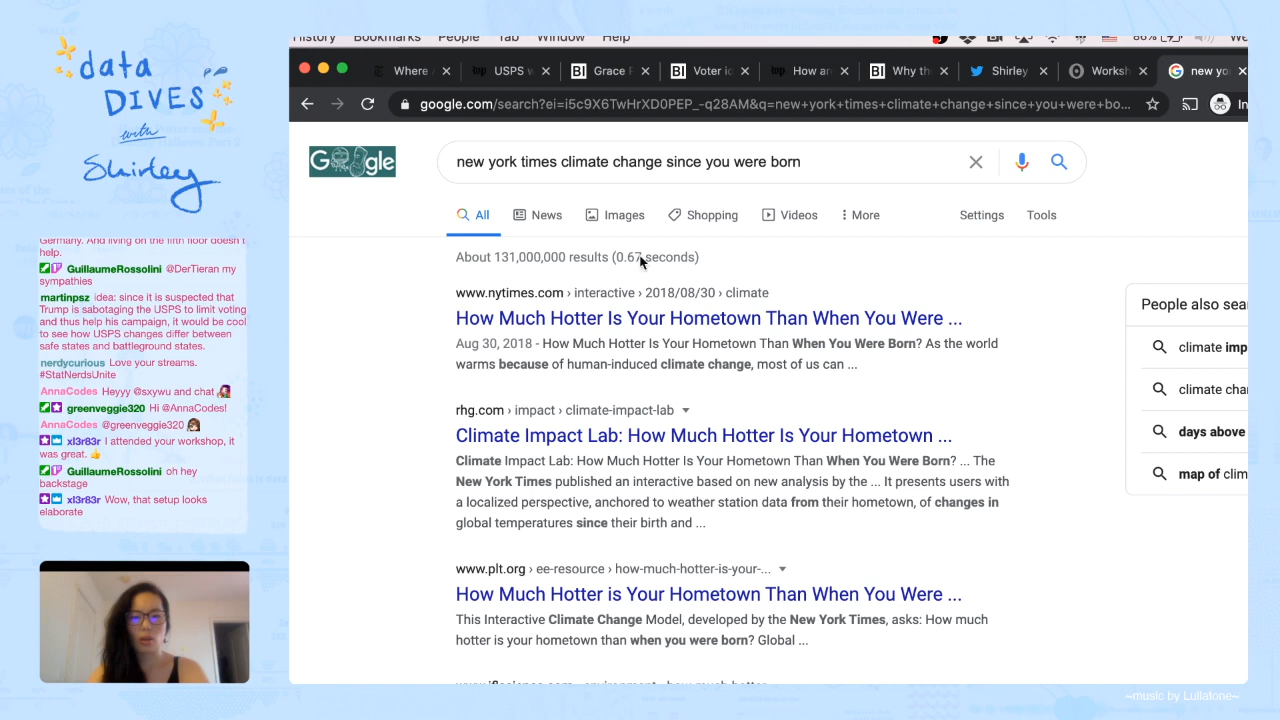 data
DIVES
with
Shirley
Germany. And living on the fifth floor doesn't
help.
GuillaumeRossolini @DerTieran my
sympathies
martinpsz idea: since it is suspected that
Trump is sabotaging the USPS to limit voting
and thus help his campaign, it would be cool
to see how USPS changes differ between
safe states and battleground states.
nerdycurious Love your streams.
#StatNerdsUnite
AnnaCodes Heyyy @sxywu and chat
greenveggie320 Hi @AnnaCodes!
AnnaCodes @greenveggie320
xl3r83r I attended your workshop, it
was great.
GuillaumeRossolini oh hey
backstage
xl3r83r Wow, that setup looks
elaborate
History Bookmarks People Tab Window Help 86% We
Where USPS w BI Grace F BI Voter ic How ar BI Why th Shirley Worksh new yo
google.com/search?ei=i5c9X6TwHrXD0PEP_-q28AM&q=new+york+times+climate+change+since+you+were+bo... In
Google
new york times climate change since you were born
All News Images Shopping Videos More Settings Tools
About 131,000,000 results (0.67 seconds)
www.nytimes.com › interactive › 2018/08/30 › climate
How Much Hotter Is Your Hometown Than When You Were ...
Aug 30, 2018 - How Much Hotter Is Your Hometown Than When You Were Born? As the world
warms because of human-induced climate change, most of us can ...
rhg.com › impact › climate-impact-lab
Climate Impact Lab: How Much Hotter Is Your Hometown ...
Climate Impact Lab: How Much Hotter Is Your Hometown Than When You Were Born? ... The
New York Times published an interactive based on new analysis by the ... It presents users with
a localized perspective, anchored to weather station data from their hometown, of changes in
global temperatures since their birth and ...
www.plt.org › ee-resource › how-much-hotter-is-your-...
How Much Hotter is Your Hometown Than When You Were ...
This Interactive Climate Change Model, developed by the New York Times, asks: How much
hotter is your hometown than when you were born? Global ...
People also sear
climate imp
climate char
days above
map of clim
~music by Lullatone~